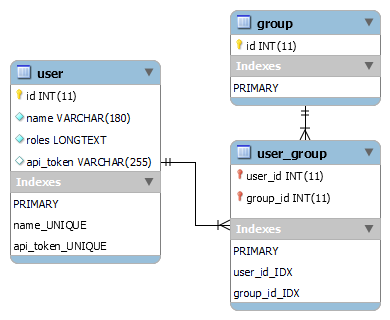 user
id INT(11)
name VARCHAR(180)
roles LONGTEXT
api_token VARCHAR(255)
Indexes
PRIMARY
name_UNIQUE
api_token_UNIQUE
group
id INT(11)
Indexes
PRIMARY
user_group
user_id INT(11)
group_id INT(11)
Indexes
PRIMARY
user_id_IDX
group_id_IDX